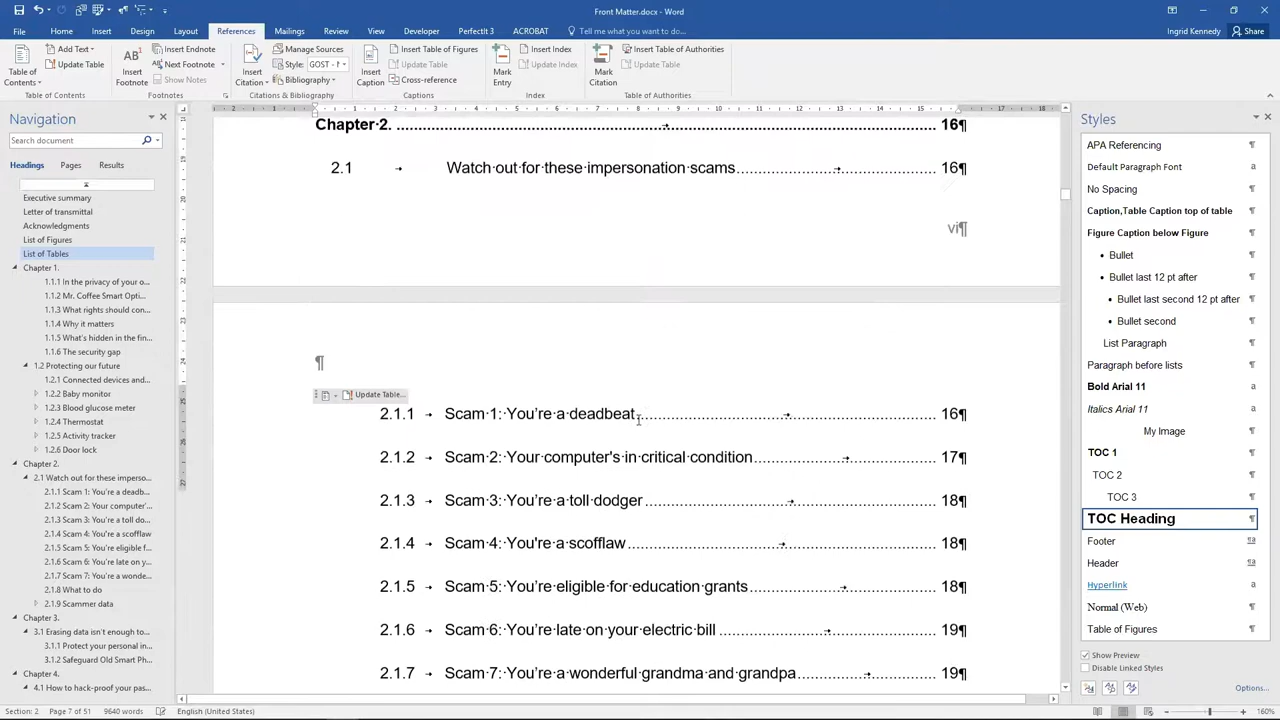 Front Matter.docx - Word
Ingrid Kennedy
Share
File
Home
Insert
Design
Layout
References
Mailings
Review
View
Developer
PerfectIt 3
ACROBAT
Tell me what you want to do...
Table of Contents
Add Text
Update Table
Table of Contents
AB¹
Insert Footnote
Insert Endnote
Next Footnote
Show Notes
Footnotes
Insert Citation
Manage Sources
Style: GOST - N
Bibliography
Citations & Bibliography
Insert Caption
Insert Table of Figures
Update Table
Cross-reference
Captions
Mark Entry
Insert Index
Update Index
Index
Mark Citation
Insert Table of Authorities
Update Table
Table of Authorities
Navigation
Search document
Headings Pages Results
Executive summary
Letter of transmittal
Acknowledgments
List of Figures
List of Tables
Chapter 1.
1.1.1 In the privacy of your o...
1.1.2 Mr. Coffee Smart Opti...
1.1.3 What rights should con...
1.1.4 Why it matters
1.1.5 What's hidden in the fin...
1.1.6 The security gap
1.2 Protecting our future
1.2.1 Connected devices and...
1.2.2 Baby monitor
1.2.3 Blood glucose meter
1.2.4 Thermostat
1.2.5 Activity tracker
1.2.6 Door lock
Chapter 2.
2.1 Watch out for these imperso...
2.1.1 Scam 1: You're a deadb...
2.1.2 Scam 2: Your computer'...
2.1.3 Scam 3: You're a toll do...
2.1.4 Scam 4: You're a scofflaw
2.1.5 Scam 5: You're eligible f...
2.1.6 Scam 6: You're late on y...
2.1.7 Scam 7: You're a wonde...
2.1.8 What to do
2.1.9 Scammer data
Chapter 3.
3.1 Erasing data isn't enough to...
3.1.1 Protect your personal in...
3.1.2 Safeguard Old Smart Ph...
Chapter 4.
4.1 How to hack-proof your pas...
Chapter·2. ........ → ........ 16¶
2.1 → Watch·out·for·these·impersonation·scams ........ → ........ 16¶
vi¶
¶
Update Table...
2.1.1 → Scam·1:·You're·a·deadbeat ........ → ........ 16¶
2.1.2 → Scam·2:·Your·computer's·in·critical·condition ........ → ........ 17¶
2.1.3 → Scam·3:·You're·a·toll·dodger ........ → ........ 18¶
2.1.4 → Scam·4:·You're·a·scofflaw ........ → ........ 18¶
2.1.5 → Scam·5:·You're·eligible·for·education·grants ........ → ........ 18¶
2.1.6 → Scam·6:·You're·late·on·your·electric·bill ........ → ........ 19¶
2.1.7 → Scam·7:·You're·a·wonderful·grandma·and·grandpa ........ → ........ 19¶
Styles
APA Referencing ¶
Default Paragraph Font a
No Spacing ¶
Caption,Table Caption top of table ¶
Figure Caption below Figure ¶
• Bullet ¶
• Bullet last 12 pt after ¶
• Bullet last second 12 pt after ¶
• Bullet second ¶
List Paragraph ¶
Paragraph before lists ¶
Bold Arial 11 ¶
Italics Arial 11 ¶
My Image ¶
TOC 1 ¶
TOC 2 ¶
TOC 3 ¶
TOC Heading ¶
Footer ¶a
Header ¶a
Hyperlink a
Normal (Web) ¶
Table of Figures ¶
Show Preview
Disable Linked Styles
Options...
Section: 2 Page 7 of 51 9640 words English (United States)
160%